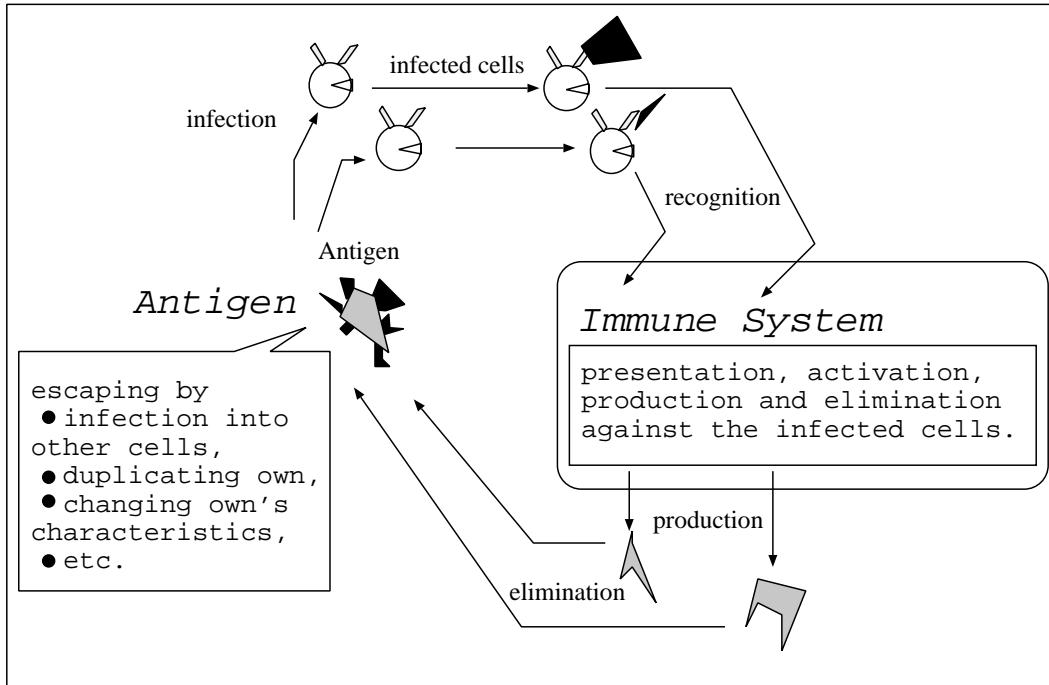 infected cells
infection
recognition
Antigen
Antigen
Immune System
presentation, activation,
production and elimination
against the infected cells.
escaping by
● infection into
other cells,
● duplicating own,
● changing own's
characteristics,
● etc.
production
elimination